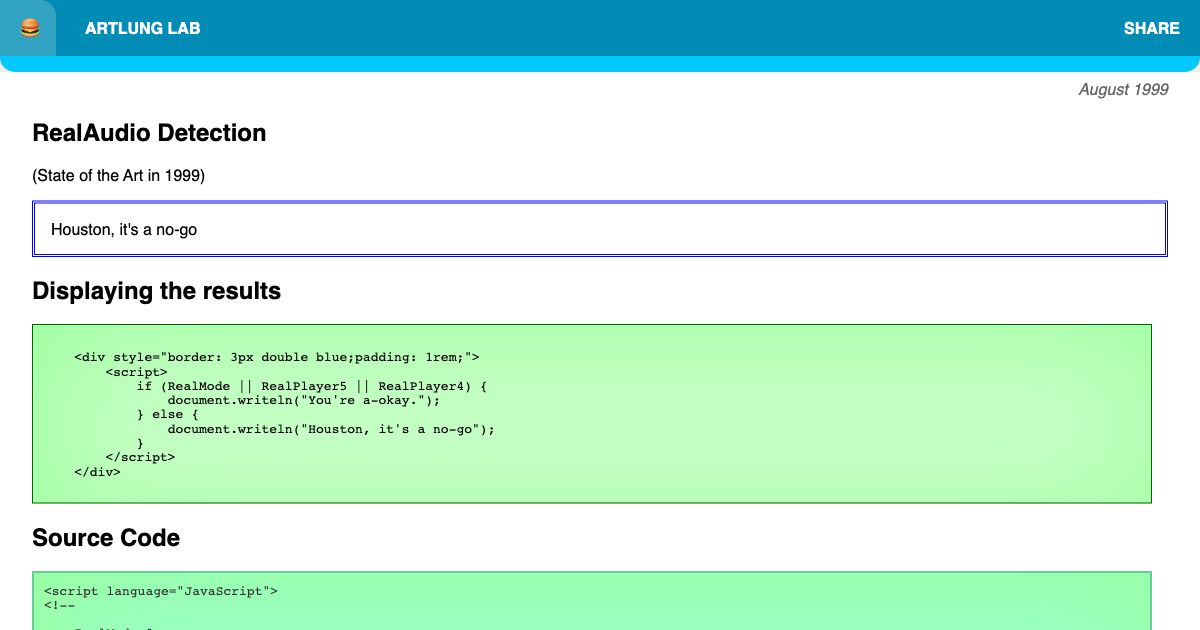 ARTLUNG LAB
SHARE
August 1999
RealAudio Detection
(State of the Art in 1999)
Houston, it's a no-go
Displaying the results
<div style="border: 3px double blue;padding: 1rem;">
    <script>
        if (RealMode || RealPlayer5 || RealPlayer4) {
            document.writeln("You're a-okay.");
        } else {
            document.writeln("Houston, it's a no-go");
        }
    </script>
</div>
Source Code
<script language="JavaScript">
<!--